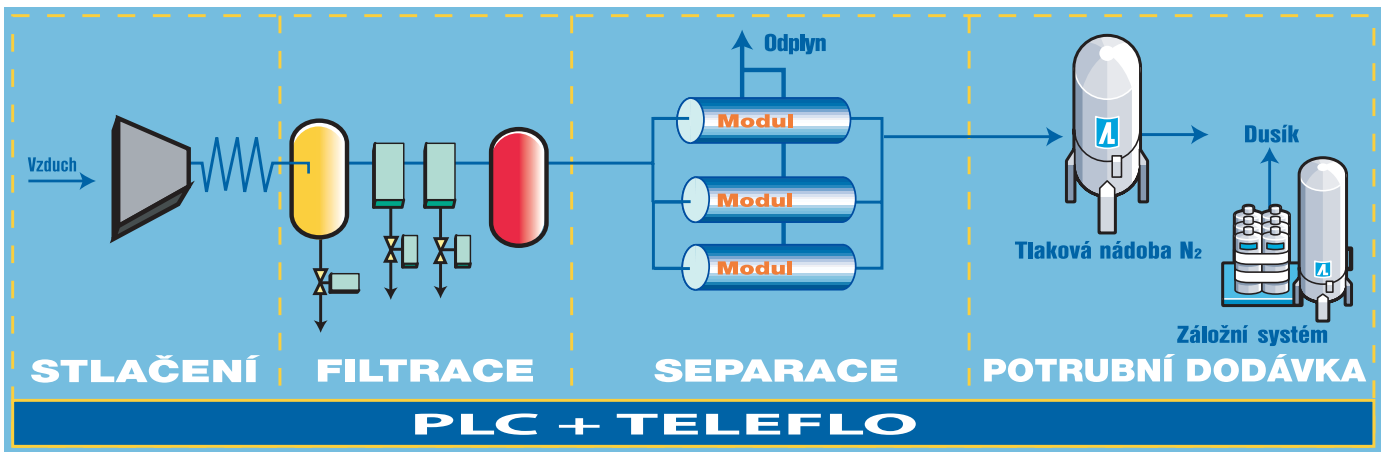 Vzduch
Odplyn
Modul
Modul
Modul
Tlaková nádoba N₂
Dusík
Záložní systém
STLAČENÍ
FILTRACE
SEPARACE
POTRUBNÍ DODÁVKA
PLC + TELEFLO